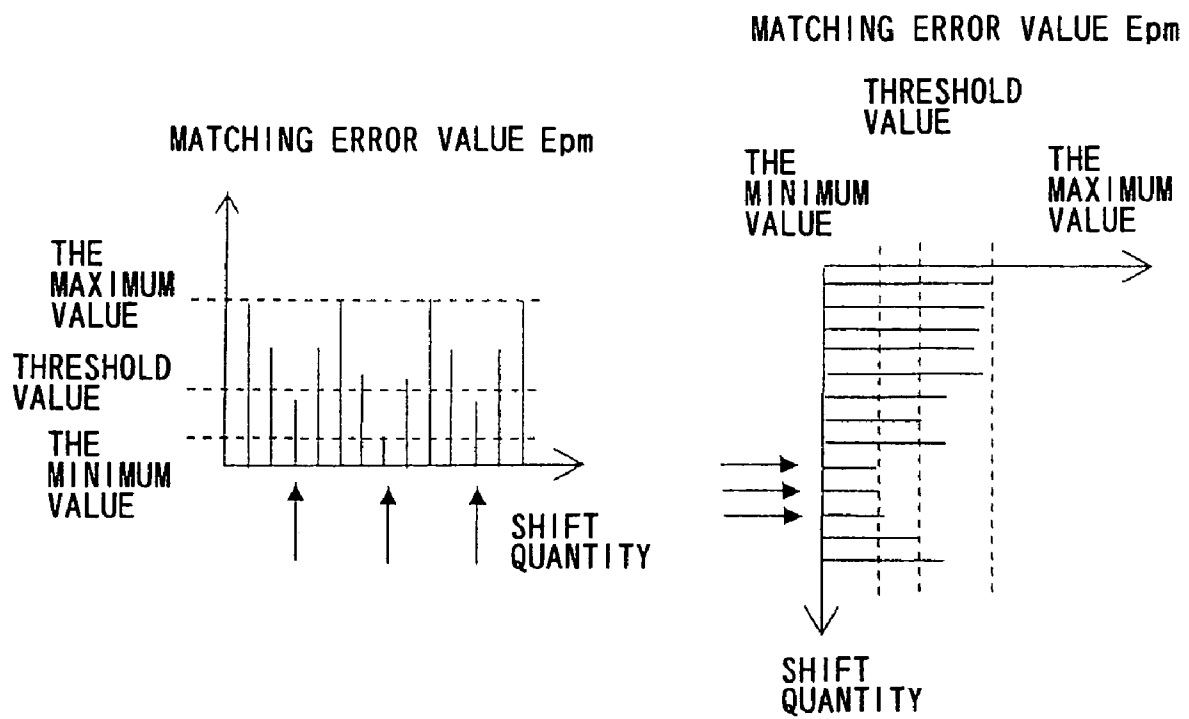 MATCHING ERROR VALUE Epm
THE
MAXIMUM
VALUE
THRESHOLD
VALUE
THE
MINIMUM
VALUE
SHIFT
QUANTITY
MATCHING ERROR VALUE Epm
THRESHOLD
VALUE
THE
MINIMUM
VALUE
THE
MAXIMUM
VALUE
SHIFT
QUANTITY